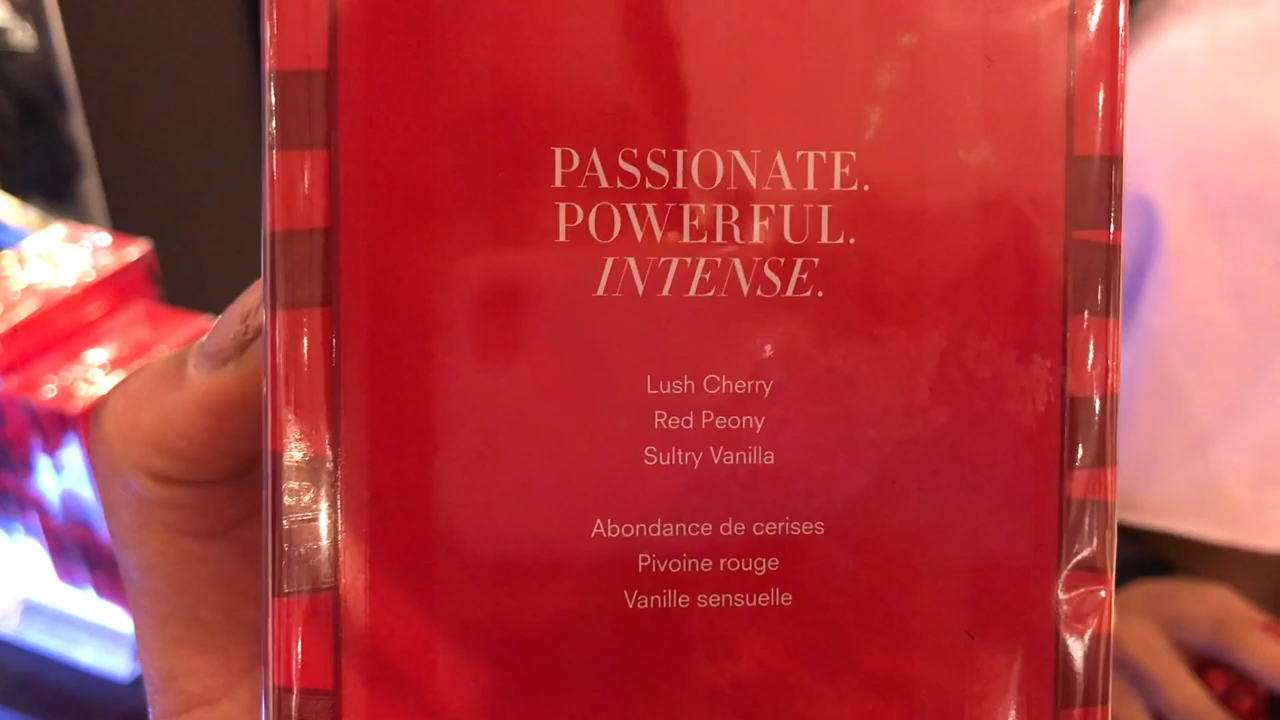 PASSIONATE.
POWERFUL.
INTENSE.
Lush Cherry
Red Peony
Sultry Vanilla
Abondance de cerises
Pivoine rouge
Vanille sensuelle